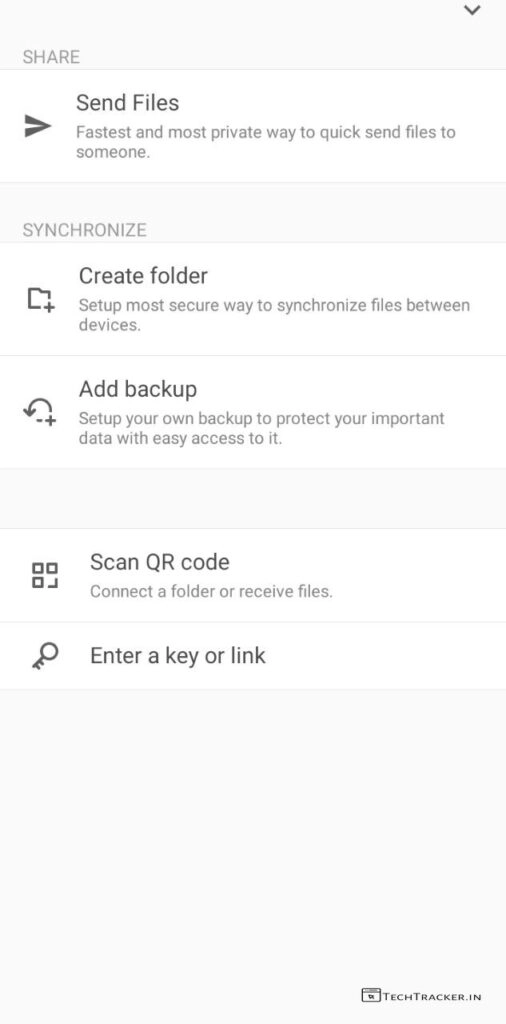 SHARE
Send Files
Fastest and most private way to quick send files to
someone.
SYNCHRONIZE
Create folder
Setup most secure way to synchronize files between
devices.
Add backup
Setup your own backup to protect your important
data with easy access to it.
Scan QR code
Connect a folder or receive files.
Enter a key or link
TECHTRACKER.IN